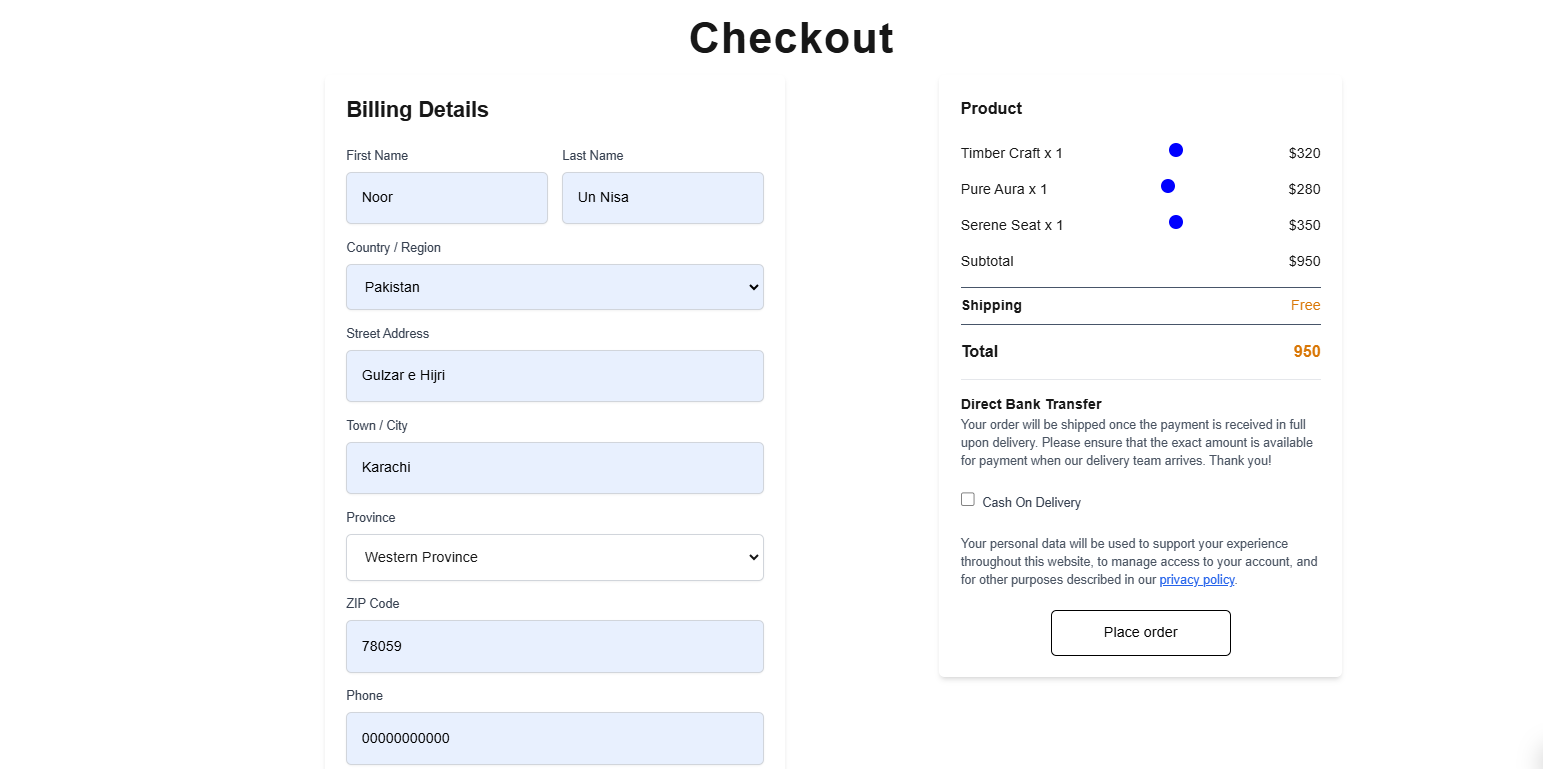 Checkout
Billing Details
First Name Last Name
Noor Un Nisa
Country / Region
Pakistan
Street Address
Gulzar e Hijri
Town / City
Karachi
Province
Western Province
ZIP Code
78059
Phone
00000000000
Product
Timber Craft x 1 $320
Pure Aura x 1 $280
Serene Seat x 1 $350
Subtotal $950
Shipping Free
Total 950
Direct Bank Transfer
Your order will be shipped once the payment is received in full
upon delivery. Please ensure that the exact amount is available
for payment when our delivery team arrives. Thank you!
Cash On Delivery
Your personal data will be used to support your experience
throughout this website, to manage access to your account, and
for other purposes described in our privacy policy.
Place order